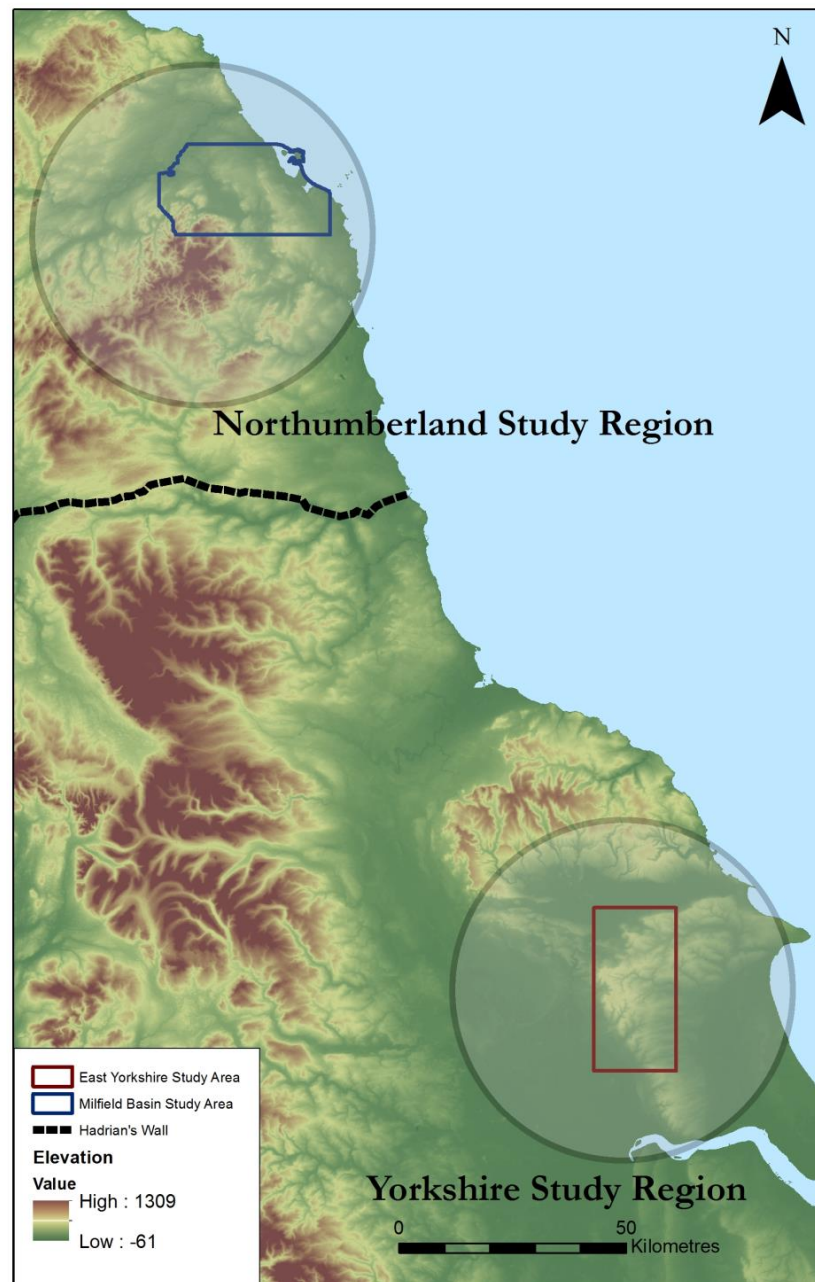 N
Northumberland Study Region
East Yorkshire Study Area
Milfield Basin Study Area
Hadrian's Wall
Elevation
Value
High : 1309
Low : -61
Yorkshire Study Region
0 50
Kilometres